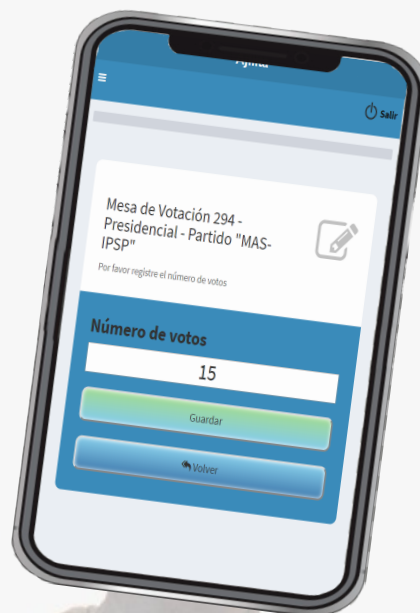 Salir
Mesa de Votación 294 -
Presidencial - Partido "MAS-
IPSP"
Por favor registre el número de votos
Número de votos
15
Guardar
Volver